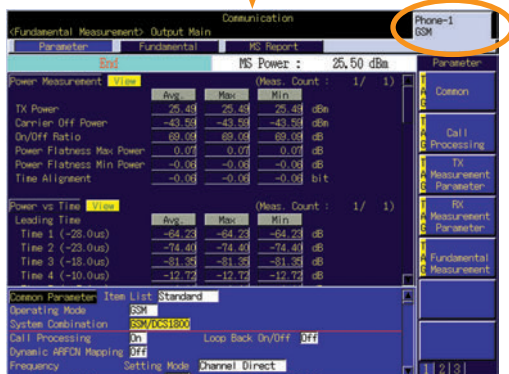 Communication
Phone-1
<Fundamental Measurement> Output Main
GSM
Parameter Fundamental MS Report
End MS Power : 25.50 dBm Parameter
Power Measurement View (Meas. Count : 1/ 1)
Avg. Max Min
TX Power 25.49 25.49 25.49 dBm
Carrier Off Power -43.59 -43.59 -43.59 dBm
On/Off Ratio 69.09 69.09 69.09 dB
Power Flatness Max Power 0.07 0.07 0.07 dB
Power Flatness Min Power -0.06 -0.06 -0.06 dB
Time Alignment -0.06 -0.06 -0.06 bit
Power vs Time View (Meas. Count : 1/ 1)
Leading Time Avg. Max Min
Time 1 (-28.0us) -64.23 -64.23 -64.23 dB
Time 2 (-23.0us) -74.40 -74.40 -74.40 dB
Time 3 (-18.0us) -81.35 -81.35 -81.35 dB
Time 4 (-10.0us) -12.72 -12.72 -12.72 dB
Common Parameter Item List Standard
Operating Mode GSM
System Combination GSM/DCS1800
Call Processing On Loop Back On/Off Off
Dynamic ARFCN Mapping Off
Frequency Setting Mode Channel Direct
TAG Common
TAG Call Processing
TAG TX Measurement Parameter
TAG RX Measurement Parameter
TAG Fundamental Measurement
1 2 3